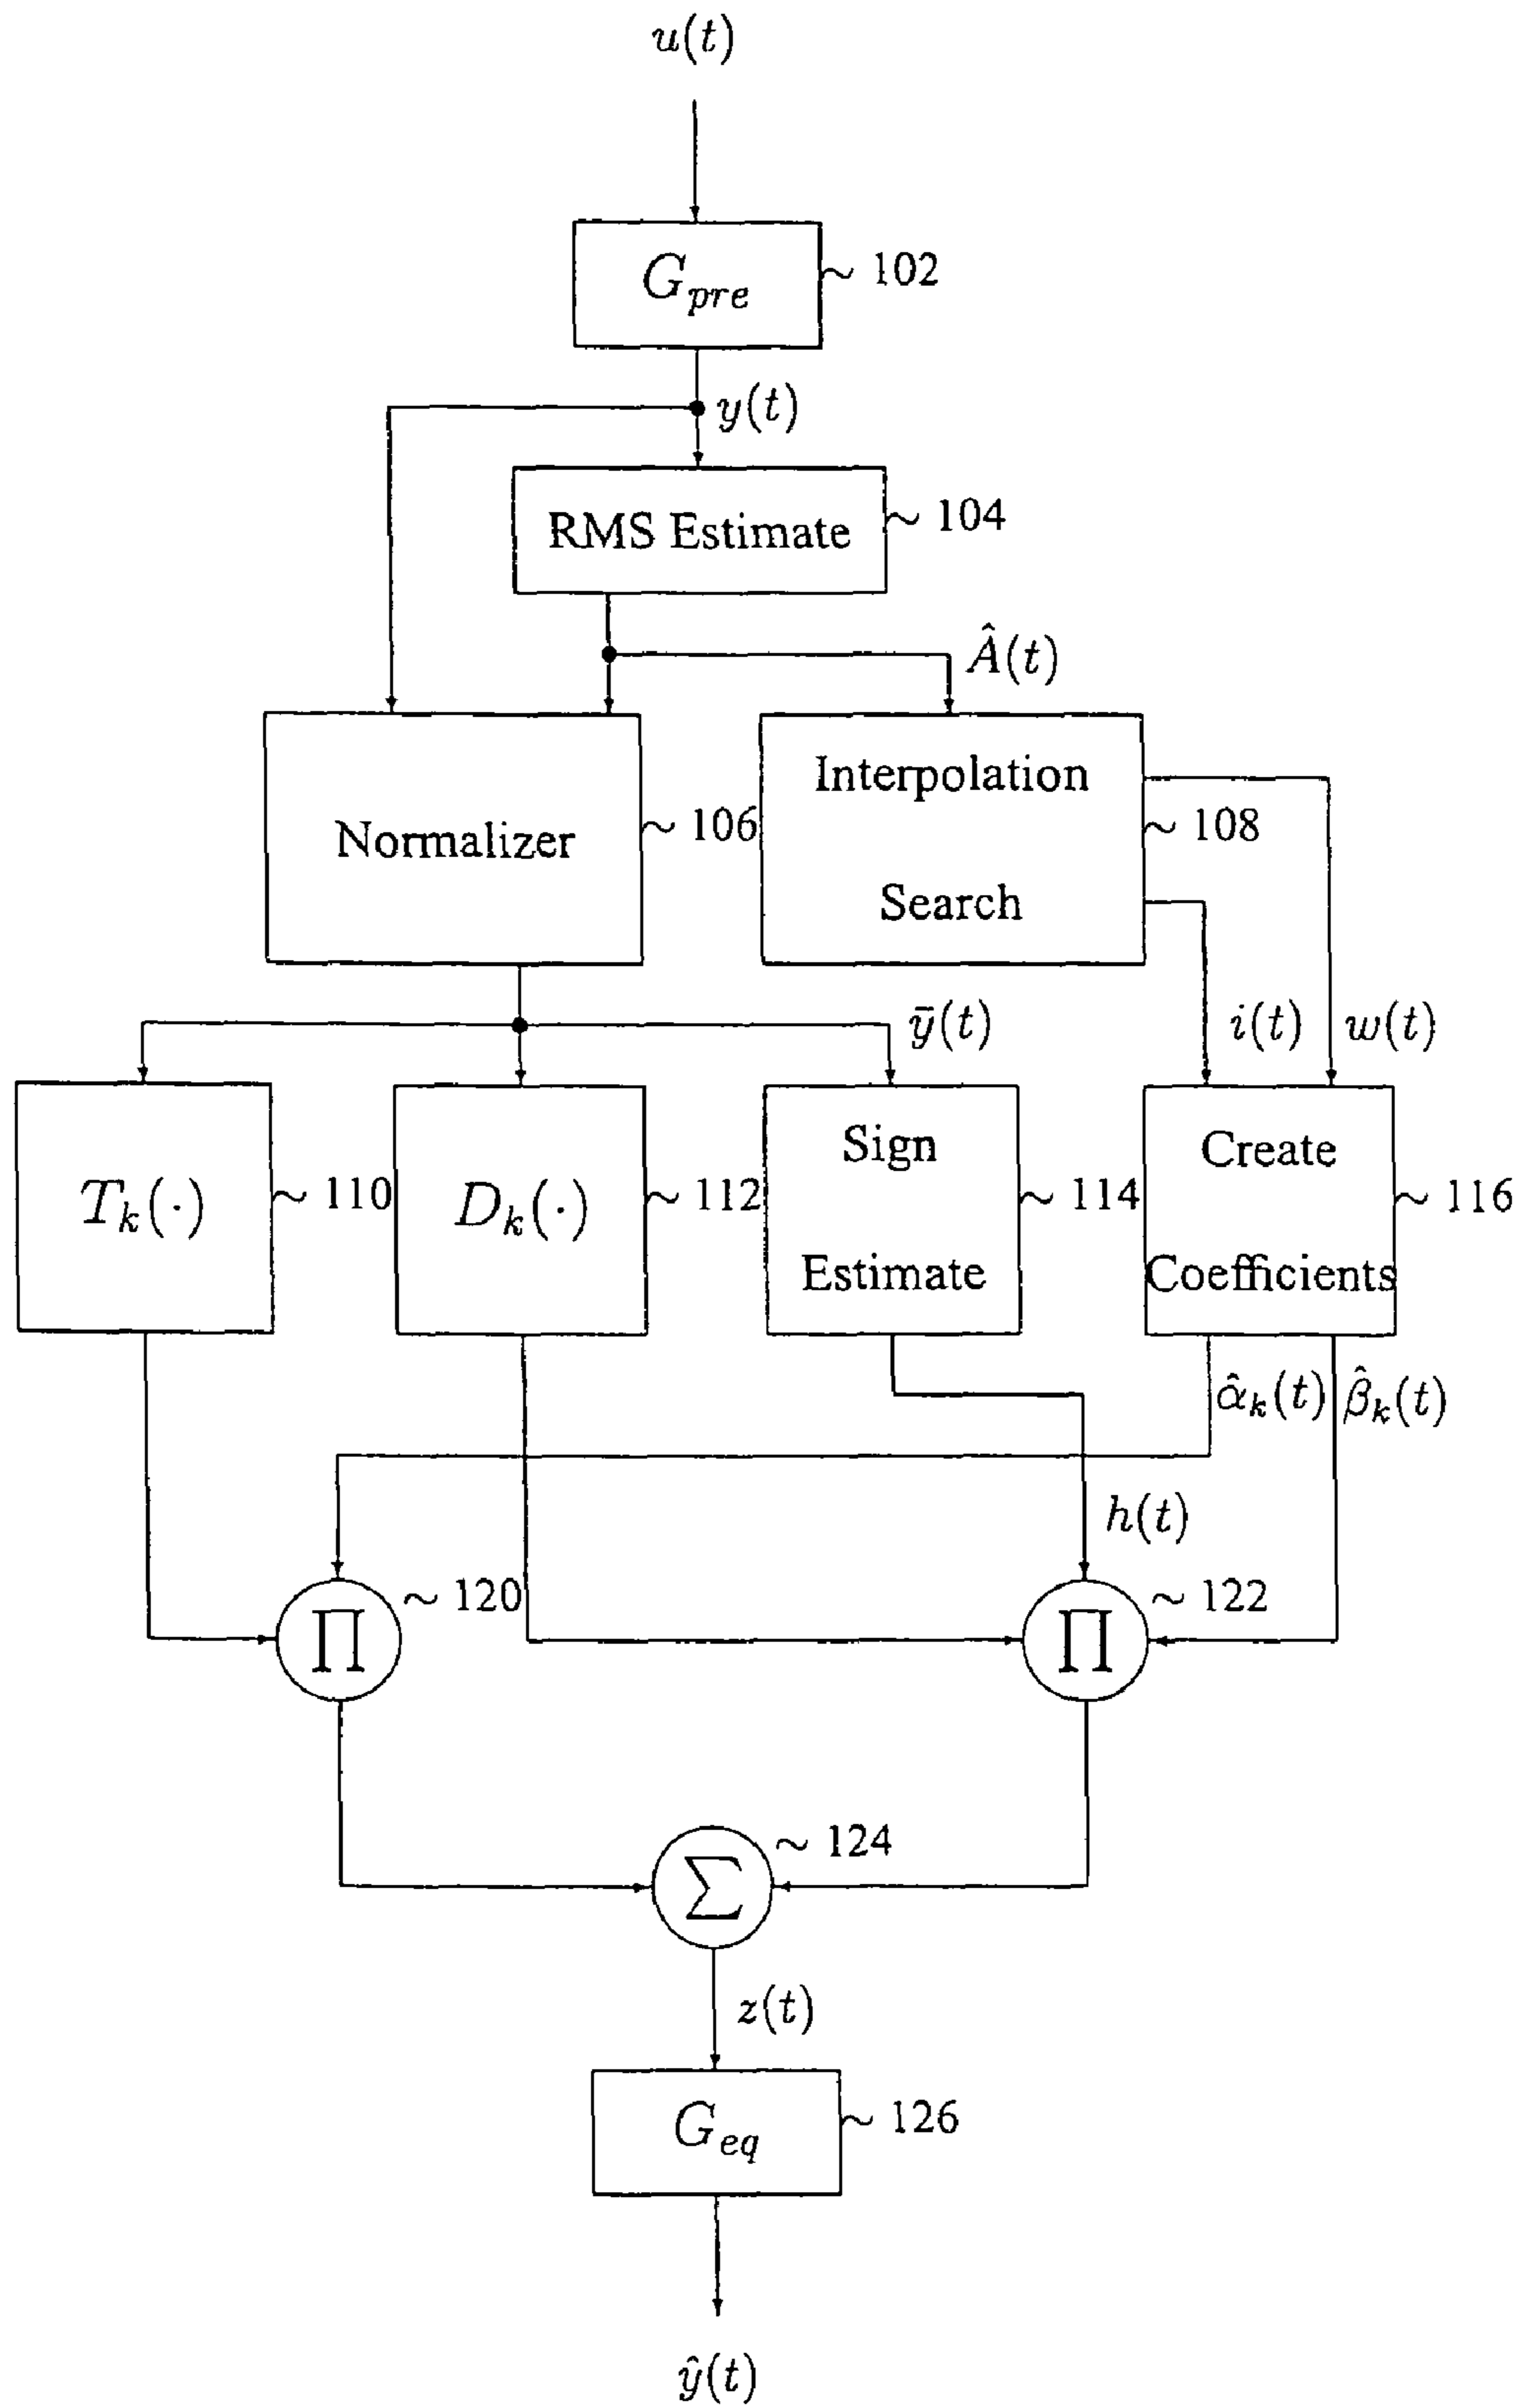 u(t)
G_pre ~ 102
y(t)
RMS Estimate ~ 104
Â(t)
Normalizer ~ 106
Interpolation
Search
~ 108
ȳ(t)
i(t)
w(t)
T_k(·) ~ 110
D_k(·) ~ 112
Sign
Estimate
~ 114
Create
Coefficients
~ 116
α̂_k(t)
β̂_k(t)
h(t)
∏ ~ 120
∏ ~ 122
Σ ~ 124
z(t)
G_eq ~ 126
ŷ(t)